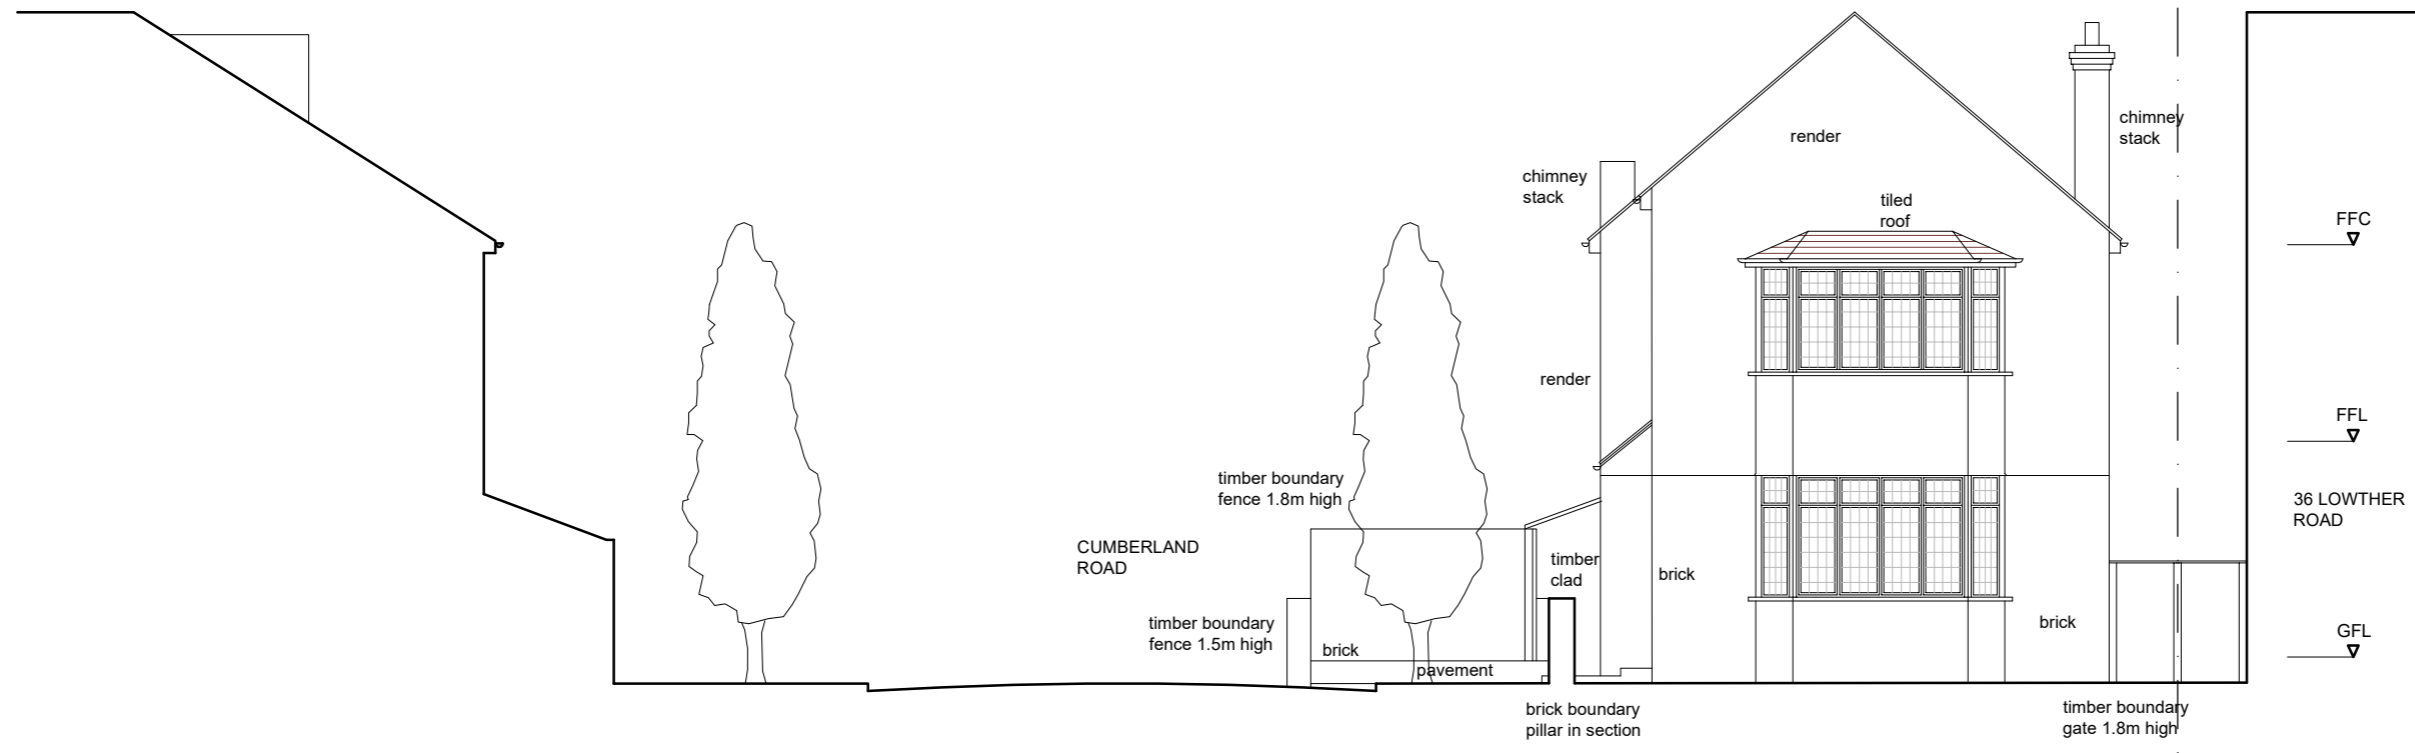 render
chimney
stack
chimney
stack
tiled
roof
FFC
render
FFL
timber boundary
fence 1.8m high
36 LOWTHER
ROAD
CUMBERLAND
ROAD
timber
clad
brick
timber boundary
fence 1.5m high
brick
brick
GFL
pavement
brick boundary
pillar in section
timber boundary
gate 1.8m high